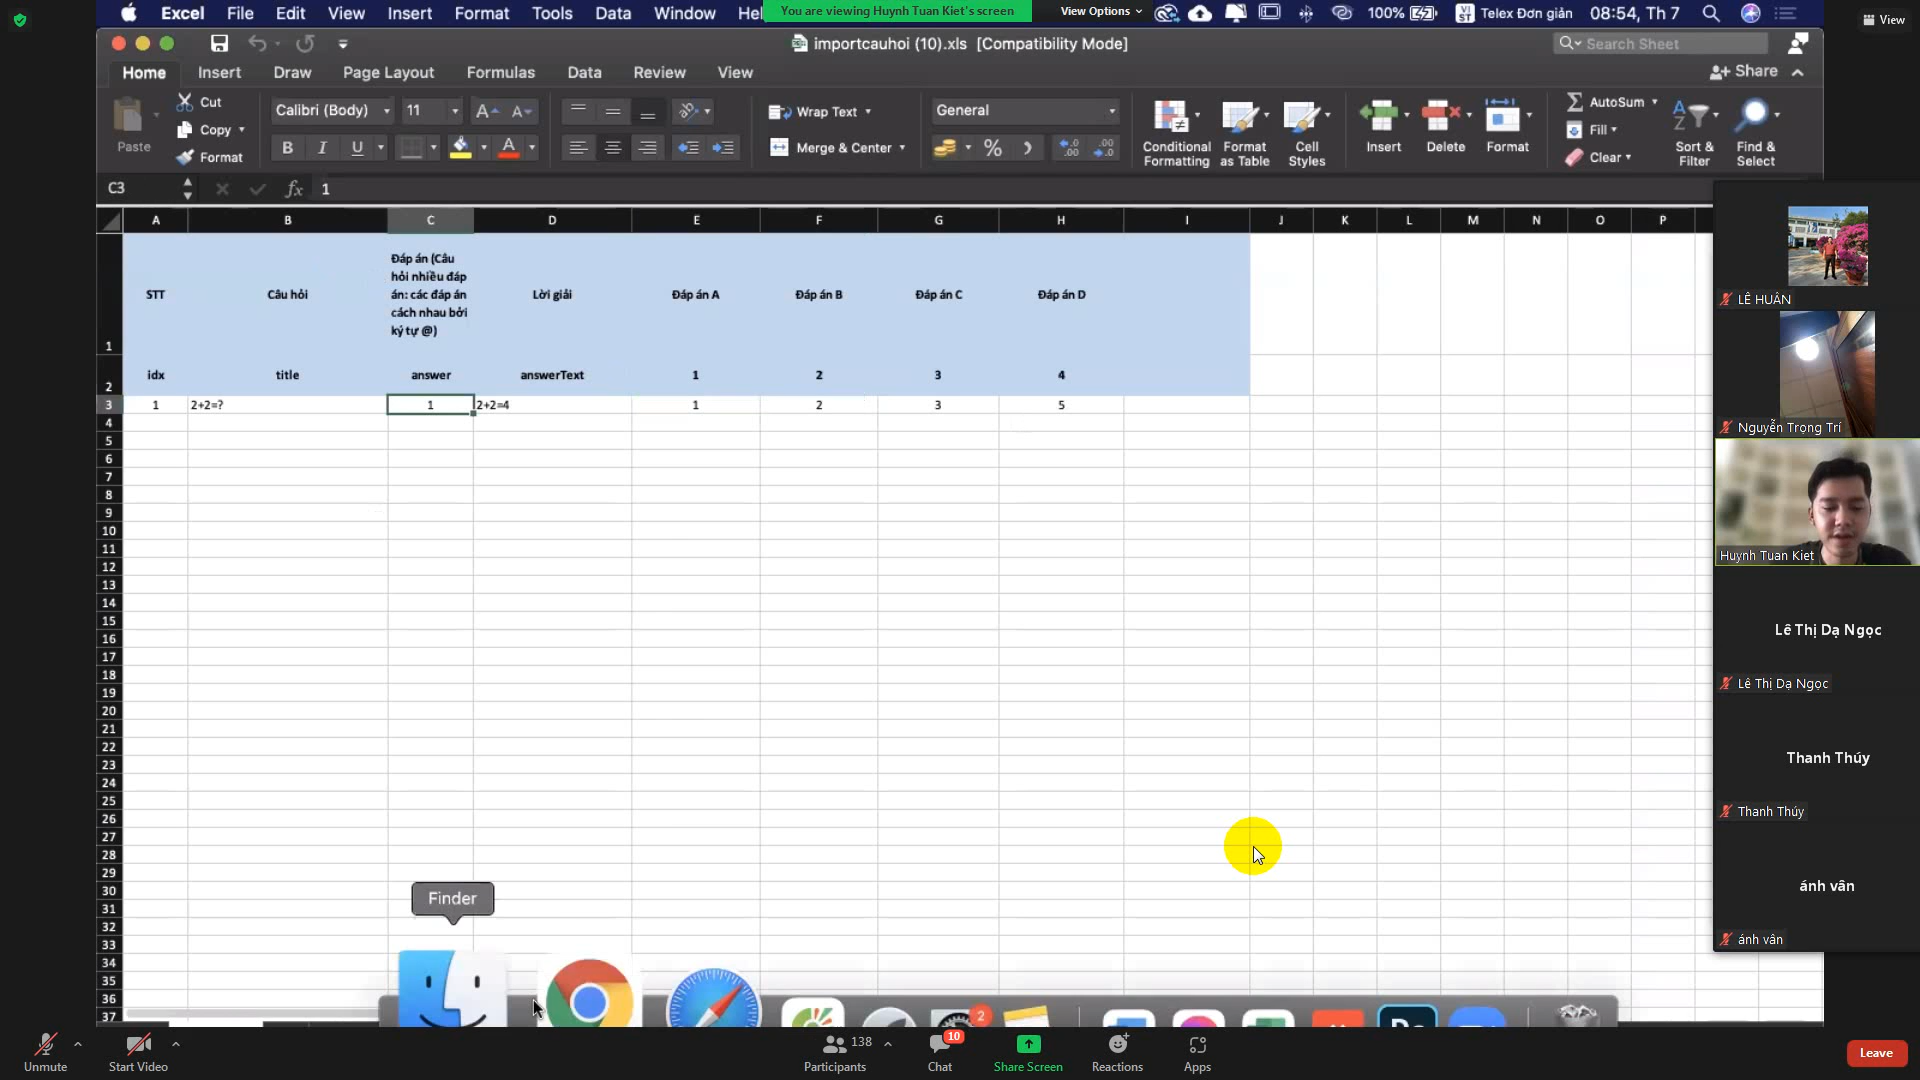 Excel File Edit View Insert Format Tools Data Window Hel
You are viewing Huynh Tuan Kiet's screen
View Options
100% VI ST Telex Đơn giản 08:54, Th 7
View
importcauhoi (10).xls [Compatibility Mode]
Search Sheet
Home Insert Draw Page Layout Formulas Data Review View
Share
Paste
Cut
Copy
Format
Calibri (Body) 11
B I U A
Wrap Text
Merge & Center
General
Conditional Formatting
Format as Table
Cell Styles
Insert Delete Format
AutoSum
Fill
Clear
Sort & Filter
Find & Select
C3 fx 1
A B C D E F G H I J K L M N O P
1 STT Câu hỏi Đáp án (Câu hỏi nhiều đáp án: các đáp án cách nhau bởi ký tự @) Lời giải Đáp án A Đáp án B Đáp án C Đáp án D
2 idx title answer answerText 1 2 3 4
3 1 2+2=? 1 2+2=4 1 2 3 5
4
5
6
7
8
9
10
11
12
13
14
15
16
17
18
19
20
21
22
23
24
25
26
27
28
29
30
31
32
33
34
35
36
37
Finder
2
LÊ HUÂN
Nguyễn Trọng Trí
Huynh Tuan Kiet
Lê Thị Dạ Ngọc
Lê Thị Dạ Ngọc
Thanh Thúy
Thanh Thúy
ánh vân
ánh vân
Unmute
Start Video
138
Participants
10
Chat
Share Screen
Reactions
Apps
Leave